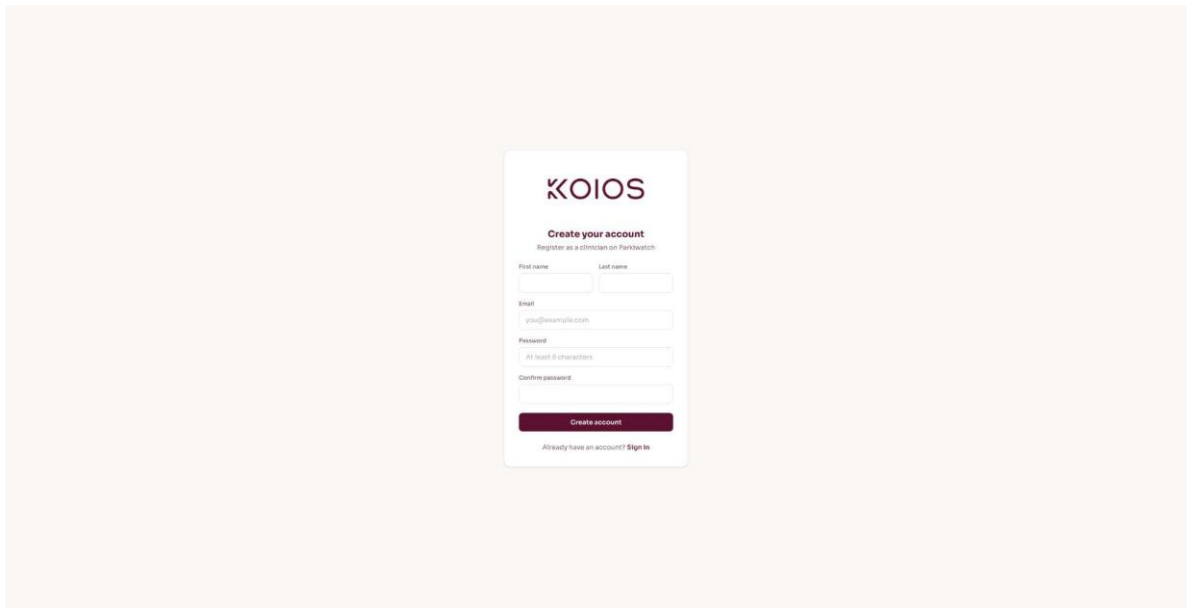 KOIOS
Create your account
Register as a clinician on Parkiwatch
First name Last name
Email
you@example.com
Password
At least 8 characters
Confirm password
Create account
Already have an account? Sign in